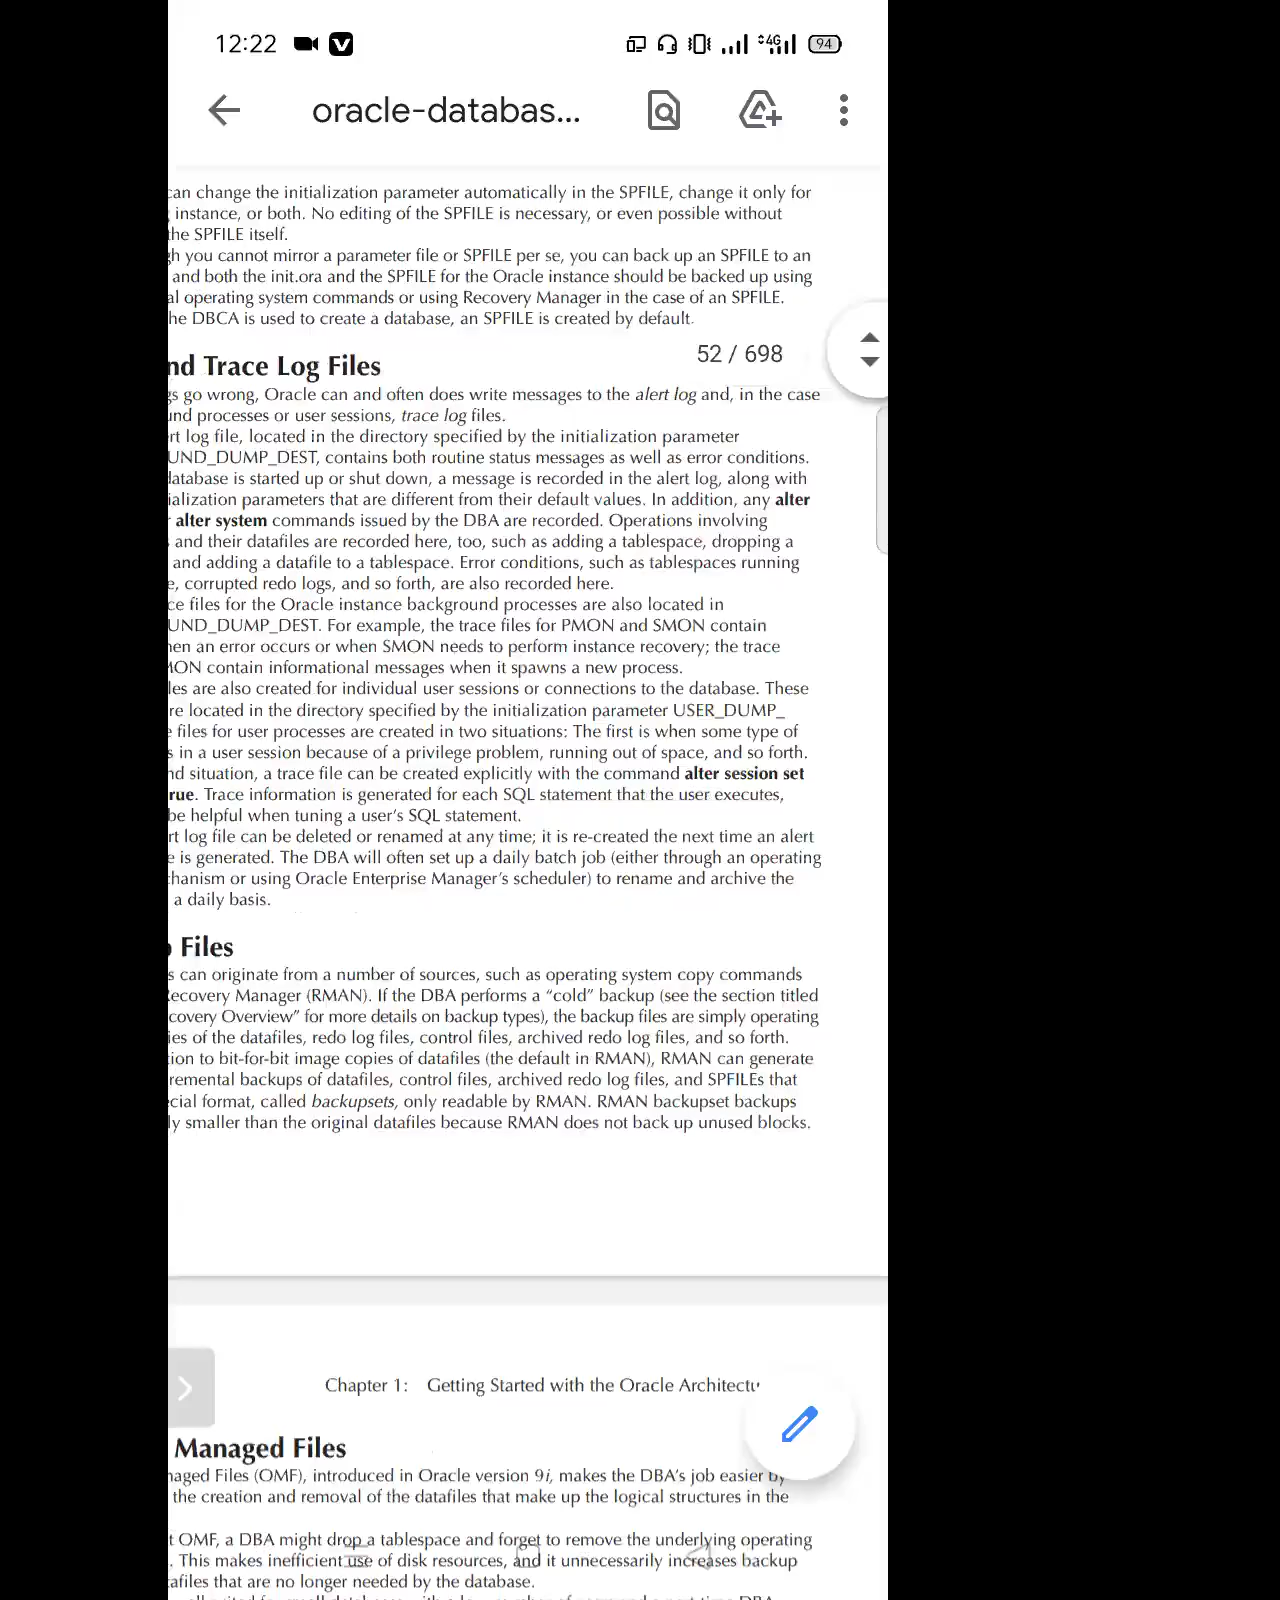 12:22 94
oracle-databas...
can change the initialization parameter automatically in the SPFILE, change it only for
instance, or both. No editing of the SPFILE is necessary, or even possible without
the SPFILE itself.
gh you cannot mirror a parameter file or SPFILE per se, you can back up an SPFILE to an
and both the init.ora and the SPFILE for the Oracle instance should be backed up using
al operating system commands or using Recovery Manager in the case of an SPFILE.
he DBCA is used to create a database, an SPFILE is created by default.
52 / 698
nd Trace Log Files
gs go wrong, Oracle can and often does write messages to the alert log and, in the case
und processes or user sessions, trace log files.
rt log file, located in the directory specified by the initialization parameter
UND_DUMP_DEST, contains both routine status messages as well as error conditions.
database is started up or shut down, a message is recorded in the alert log, along with
ialization parameters that are different from their default values. In addition, any alter
r alter system commands issued by the DBA are recorded. Operations involving
and their datafiles are recorded here, too, such as adding a tablespace, dropping a
and adding a datafile to a tablespace. Error conditions, such as tablespaces running
e, corrupted redo logs, and so forth, are also recorded here.
ce files for the Oracle instance background processes are also located in
UND_DUMP_DEST. For example, the trace files for PMON and SMON contain
hen an error occurs or when SMON needs to perform instance recovery; the trace
MON contain informational messages when it spawns a new process.
les are also created for individual user sessions or connections to the database. These
re located in the directory specified by the initialization parameter USER_DUMP_
e files for user processes are created in two situations: The first is when some type of
s in a user session because of a privilege problem, running out of space, and so forth.
nd situation, a trace file can be created explicitly with the command alter session set
rue. Trace information is generated for each SQL statement that the user executes,
be helpful when tuning a user's SQL statement.
rt log file can be deleted or renamed at any time; it is re-created the next time an alert
e is generated. The DBA will often set up a daily batch job (either through an operating
chanism or using Oracle Enterprise Manager's scheduler) to rename and archive the
a daily basis.
p Files
s can originate from a number of sources, such as operating system copy commands
Recovery Manager (RMAN). If the DBA performs a “cold” backup (see the section titled
covery Overview” for more details on backup types), the backup files are simply operating
ies of the datafiles, redo log files, control files, archived redo log files, and so forth.
ion to bit-for-bit image copies of datafiles (the default in RMAN), RMAN can generate
remental backups of datafiles, control files, archived redo log files, and SPFILEs that
cial format, called backupsets, only readable by RMAN. RMAN backupset backups
ly smaller than the original datafiles because RMAN does not back up unused blocks.
Chapter 1: Getting Started with the Oracle Architectu
Managed Files
naged Files (OMF), introduced in Oracle version 9i, makes the DBA's job easier by
the creation and removal of the datafiles that make up the logical structures in the
t OMF, a DBA might drop a tablespace and forget to remove the underlying operating
. This makes inefficient use of disk resources, and it unnecessarily increases backup
tafiles that are no longer needed by the database.